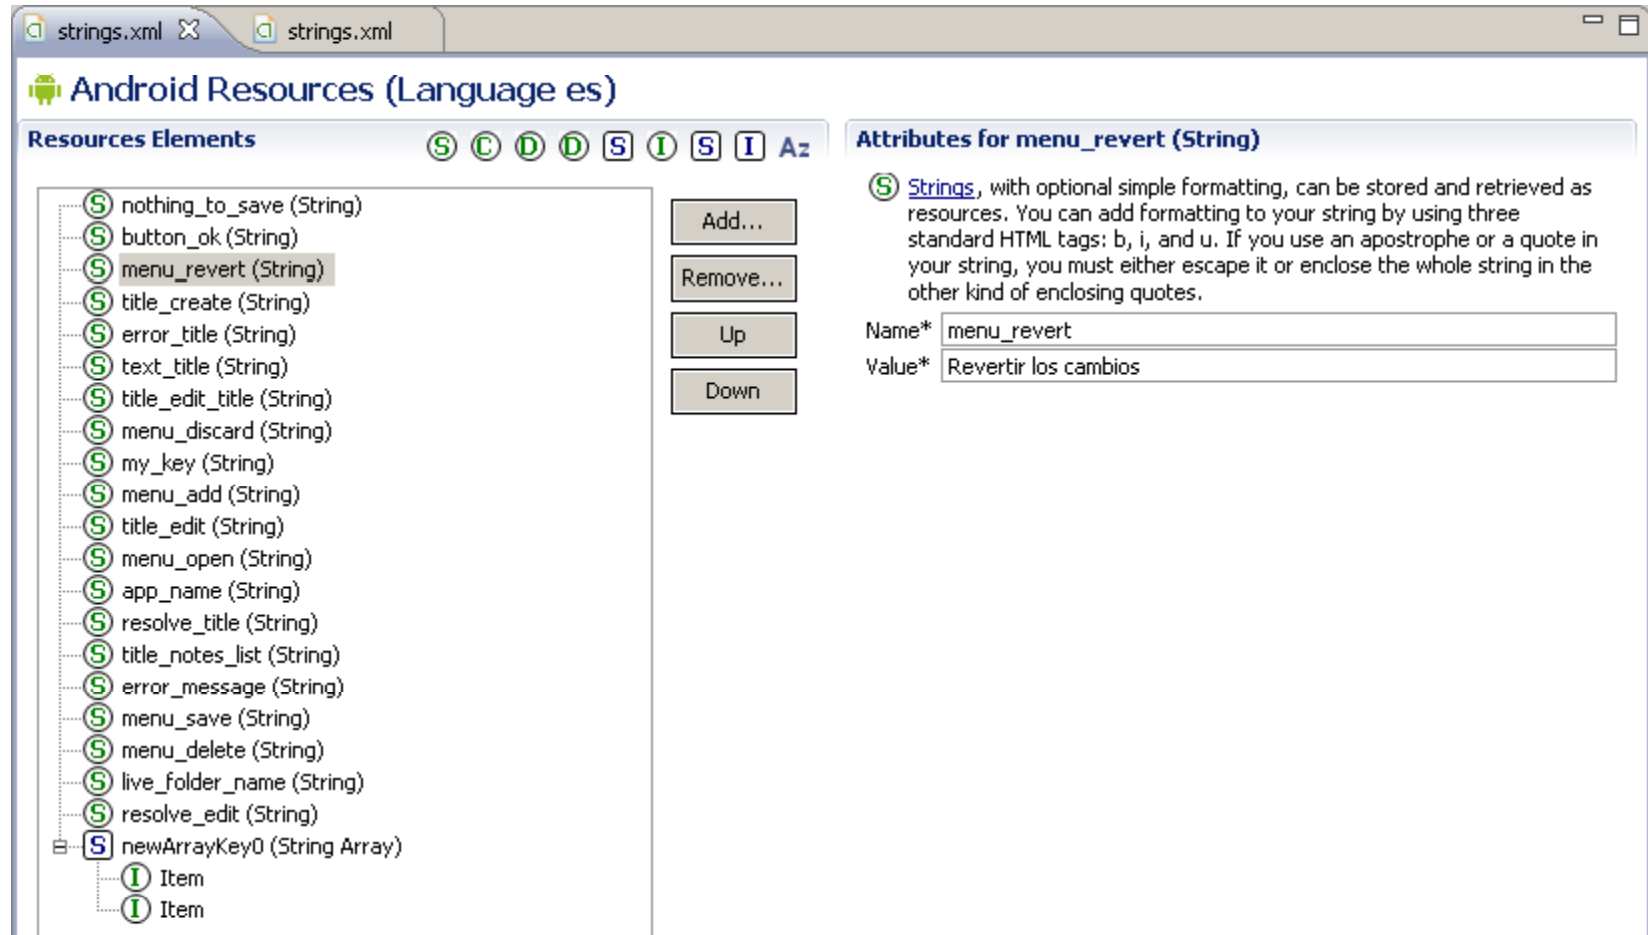 strings.xml
strings.xml
Android Resources (Language es)
Resources Elements
S C D D S I S I Az
S nothing_to_save (String)
S button_ok (String)
S menu_revert (String)
S title_create (String)
S error_title (String)
S text_title (String)
S title_edit_title (String)
S menu_discard (String)
S my_key (String)
S menu_add (String)
S title_edit (String)
S menu_open (String)
S app_name (String)
S resolve_title (String)
S title_notes_list (String)
S error_message (String)
S menu_save (String)
S menu_delete (String)
S live_folder_name (String)
S resolve_edit (String)
S newArrayKey0 (String Array)
I Item
I Item
Add...
Remove...
Up
Down
Attributes for menu_revert (String)
S Strings, with optional simple formatting, can be stored and retrieved as
resources. You can add formatting to your string by using three
standard HTML tags: b, i, and u. If you use an apostrophe or a quote in
your string, you must either escape it or enclose the whole string in the
other kind of enclosing quotes.
Name* menu_revert
Value* Revertir los cambios